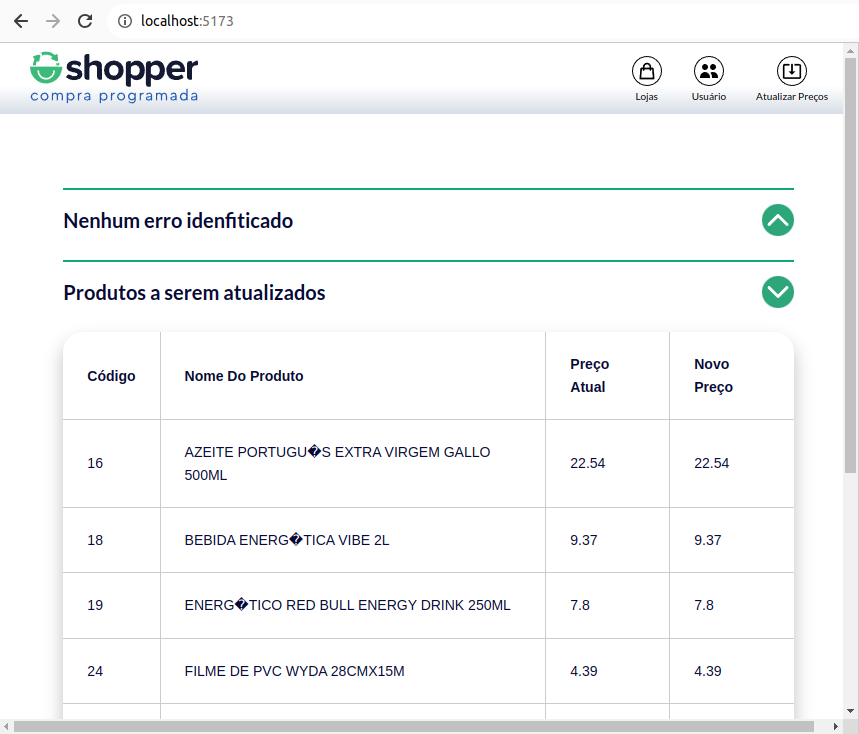 localhost:5173
shopper
compra programada
Lojas
Usuário
Atualizar Preços
Nenhum erro idenfiticado
Produtos a serem atualizados
Código
Nome Do Produto
Preço
Atual
Novo
Preço
16
AZEITE PORTUGU�S EXTRA VIRGEM GALLO
500ML
22.54
22.54
18
BEBIDA ENERG�TICA VIBE 2L
9.37
9.37
19
ENERG�TICO RED BULL ENERGY DRINK 250ML
7.8
7.8
24
FILME DE PVC WYDA 28CMX15M
4.39
4.39